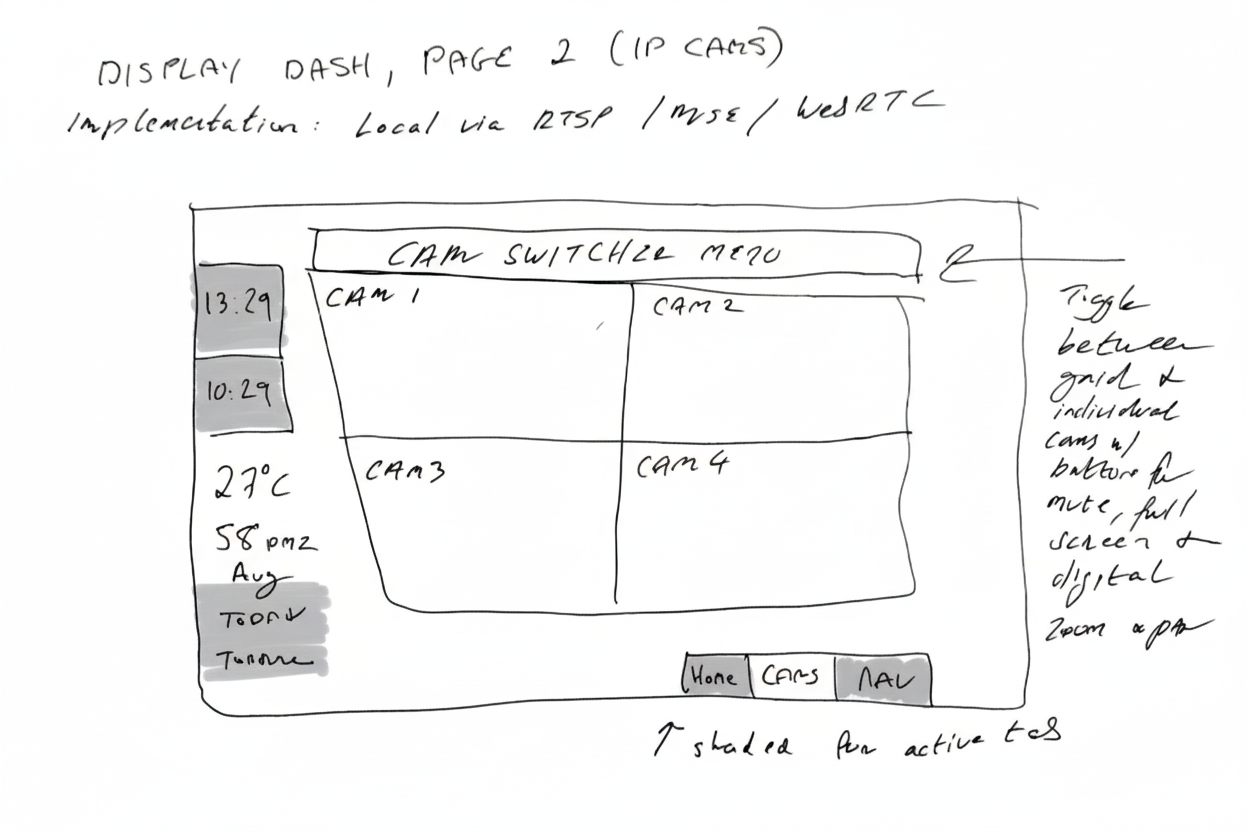 DISPLAY DASH, PAGE 2 (IP CAMS)
Implementation: Local via RTSP / MSE / WebRTC
CAM SWITCHER MENU
13:29
CAM 1
CAM 2
10:29
CAM 3
CAM 4
27°C
58
Aug
TODAY
Home
CAMS
NAV
Toggle
between
grid &
individual
cams w/
buttons for
mute, full
screen &
digital
zoom & pan
↑ shaded for active tab